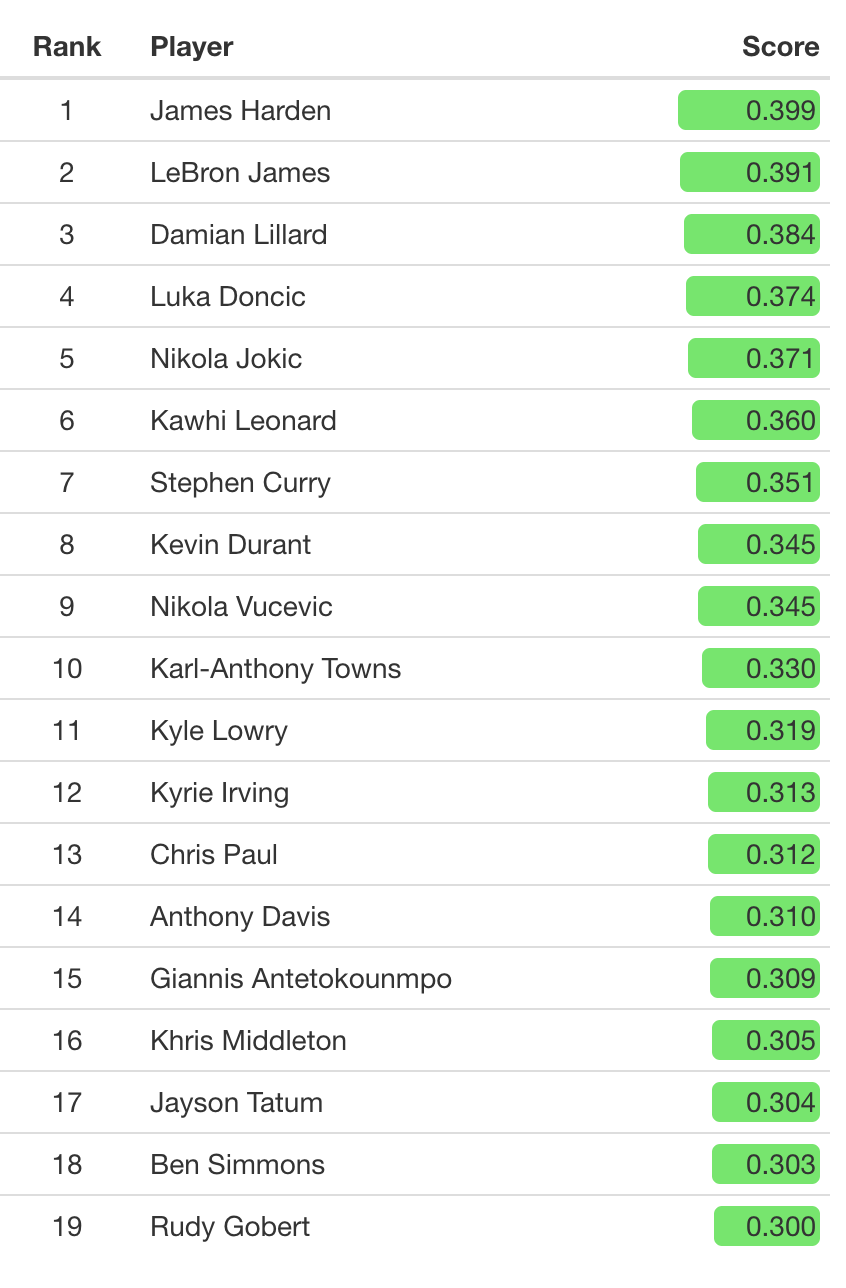 Rank Player Score
1 James Harden 0.399
2 LeBron James 0.391
3 Damian Lillard 0.384
4 Luka Doncic 0.374
5 Nikola Jokic 0.371
6 Kawhi Leonard 0.360
7 Stephen Curry 0.351
8 Kevin Durant 0.345
9 Nikola Vucevic 0.345
10 Karl-Anthony Towns 0.330
11 Kyle Lowry 0.319
12 Kyrie Irving 0.313
13 Chris Paul 0.312
14 Anthony Davis 0.310
15 Giannis Antetokounmpo 0.309
16 Khris Middleton 0.305
17 Jayson Tatum 0.304
18 Ben Simmons 0.303
19 Rudy Gobert 0.300